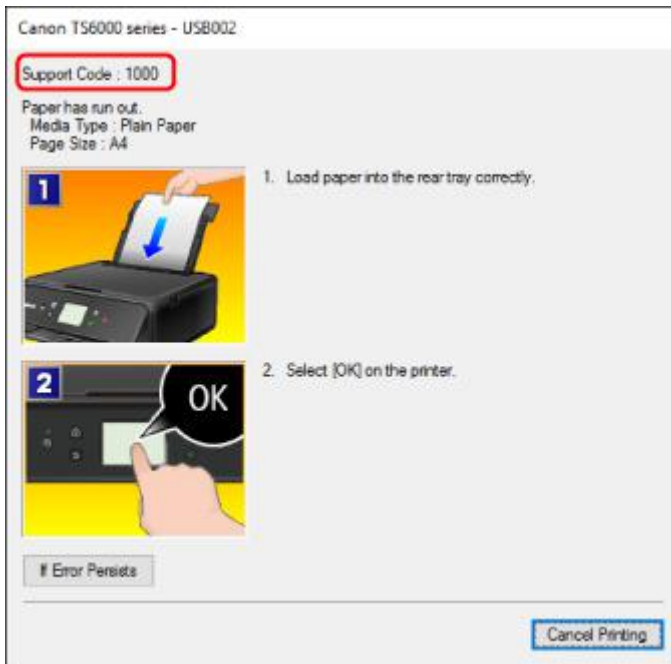 Canon TS6000 series - USB002
Support Code : 1000
Paper has run out.
Media Type : Plain Paper
Page Size : A4
1
1. Load paper into the rear tray correctly.
2
OK
2. Select [OK] on the printer.
If Error Persists
Cancel Printing